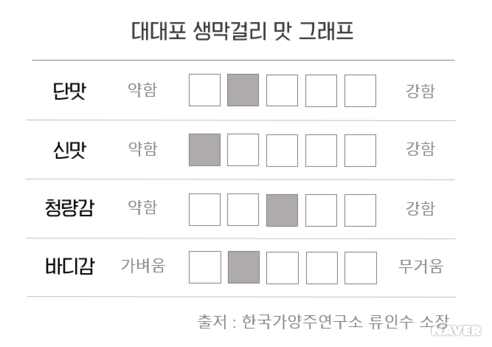 대대포 생막걸리 맛 그래프
단맛 약함 강함
신맛 약함 강함
청량감 약함 강함
바디감 가벼움 무거움
출저 : 한국가양주연구소 류인수 소장
NAVER